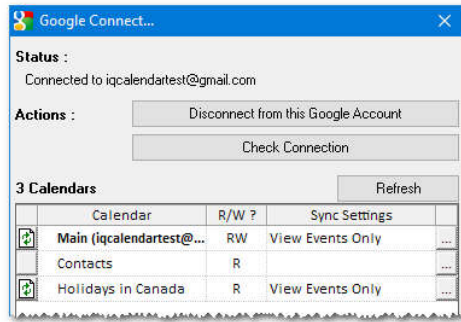 Google Connect...
Status :
Connected to iqcalendartest@gmail.com
Actions :
Disconnect from this Google Account
Check Connection
3 Calendars
Refresh
Calendar R/W ? Sync Settings
Main (iqcalendartest@... RW View Events Only ...
Contacts R ...
Holidays in Canada R View Events Only ...